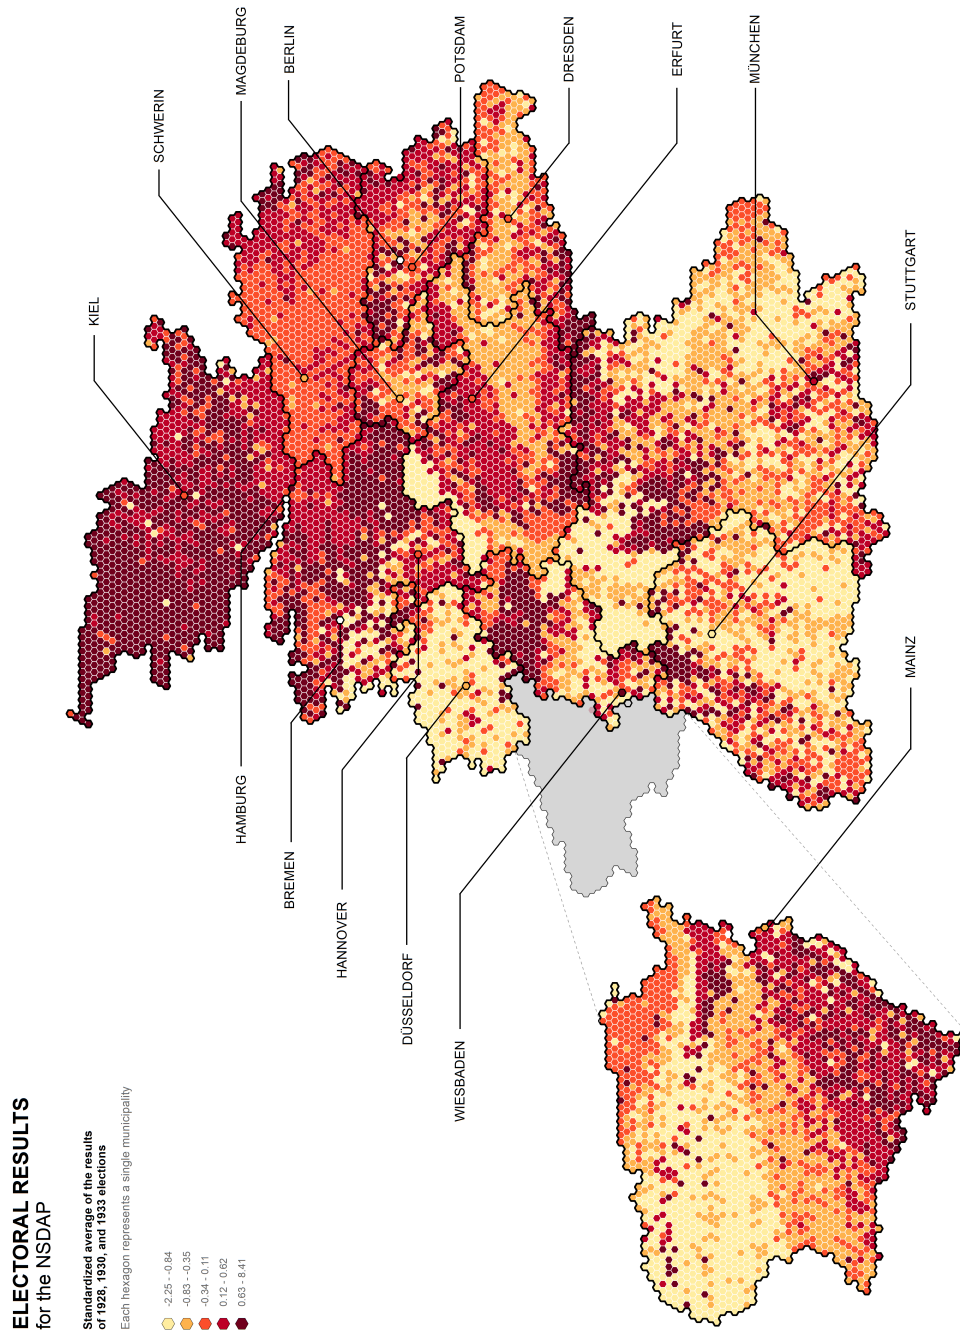 ELECTORAL RESULTS
for the NSDAP
Standardized average of the results
of 1928, 1930, and 1933 elections
Each hexagon represents a single municipality
-2.25 - -0.84
-0.83 - -0.35
-0.34 - 0.11
0.12 - 0.62
0.63 - 8.41
KIEL
SCHWERIN
MAGDEBURG
BERLIN
POTSDAM
DRESDEN
ERFURT
MÜNCHEN
STUTTGART
MAINZ
WIESBADEN
DÜSSELDORF
HANNOVER
BREMEN
HAMBURG